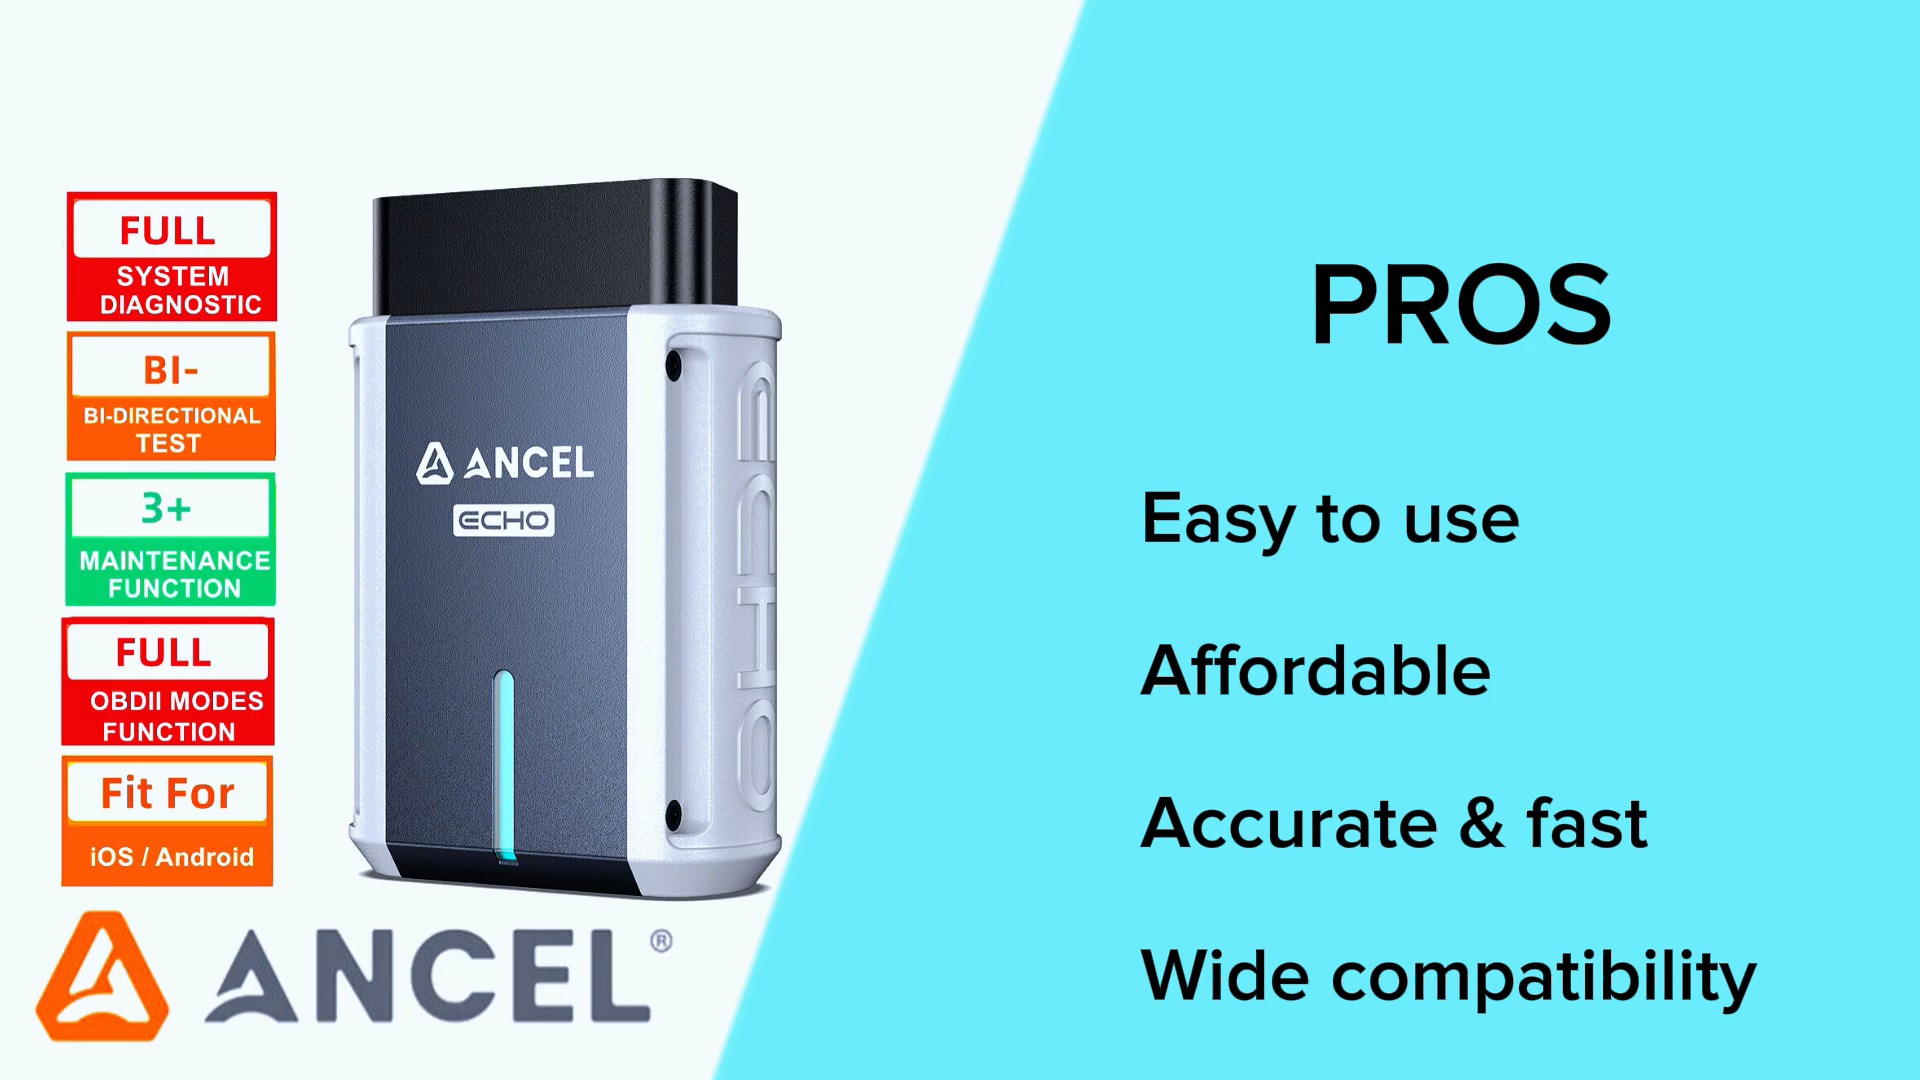 FULL
SYSTEM
DIAGNOSTIC
BI-
BI-DIRECTIONAL
TEST
3+
MAINTENANCE
FUNCTION
FULL
OBDII MODES
FUNCTION
Fit For
iOS / Android
ANCEL
ECHO
ECHO
ANCEL®
PROS
Easy to use
Affordable
Accurate & fast
Wide compatibility